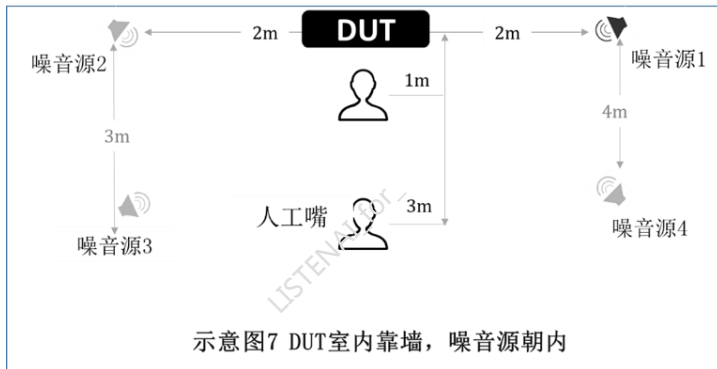 DUT
2m
2m
噪音源2
噪音源1
1m
3m
4m
人工嘴
3m
噪音源3
噪音源4
LISTENAI for_
示意图7 DUT室内靠墙，噪音源朝内